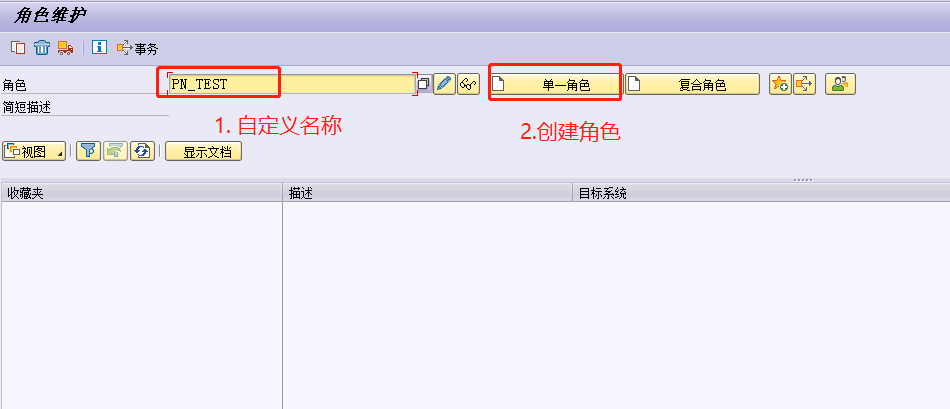 角色维护
事务
角色 PN_TEST 单一角色 复合角色
简短描述
1. 自定义名称 2.创建角色
视图 显示文档
收藏夹 描述 目标系统